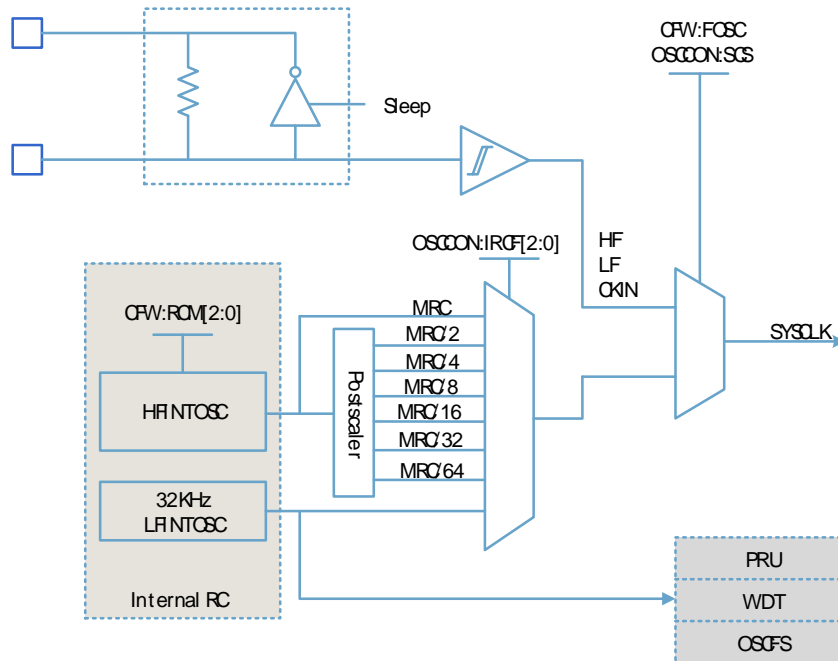 CFW:FOSC
OSCCON:SCS
Sleep
OSCCON:IRCF[2:0]
HF
LF
CKIN
CFW:RCM[2:0]
MRC
MRC/2
MRC/4
MRC/8
MRC/16
MRC/32
MRC/64
SYSCLK
HFINTOSC
Postscaler
32KHz
LFINTOSC
Internal RC
PRU
WDT
OSCFS